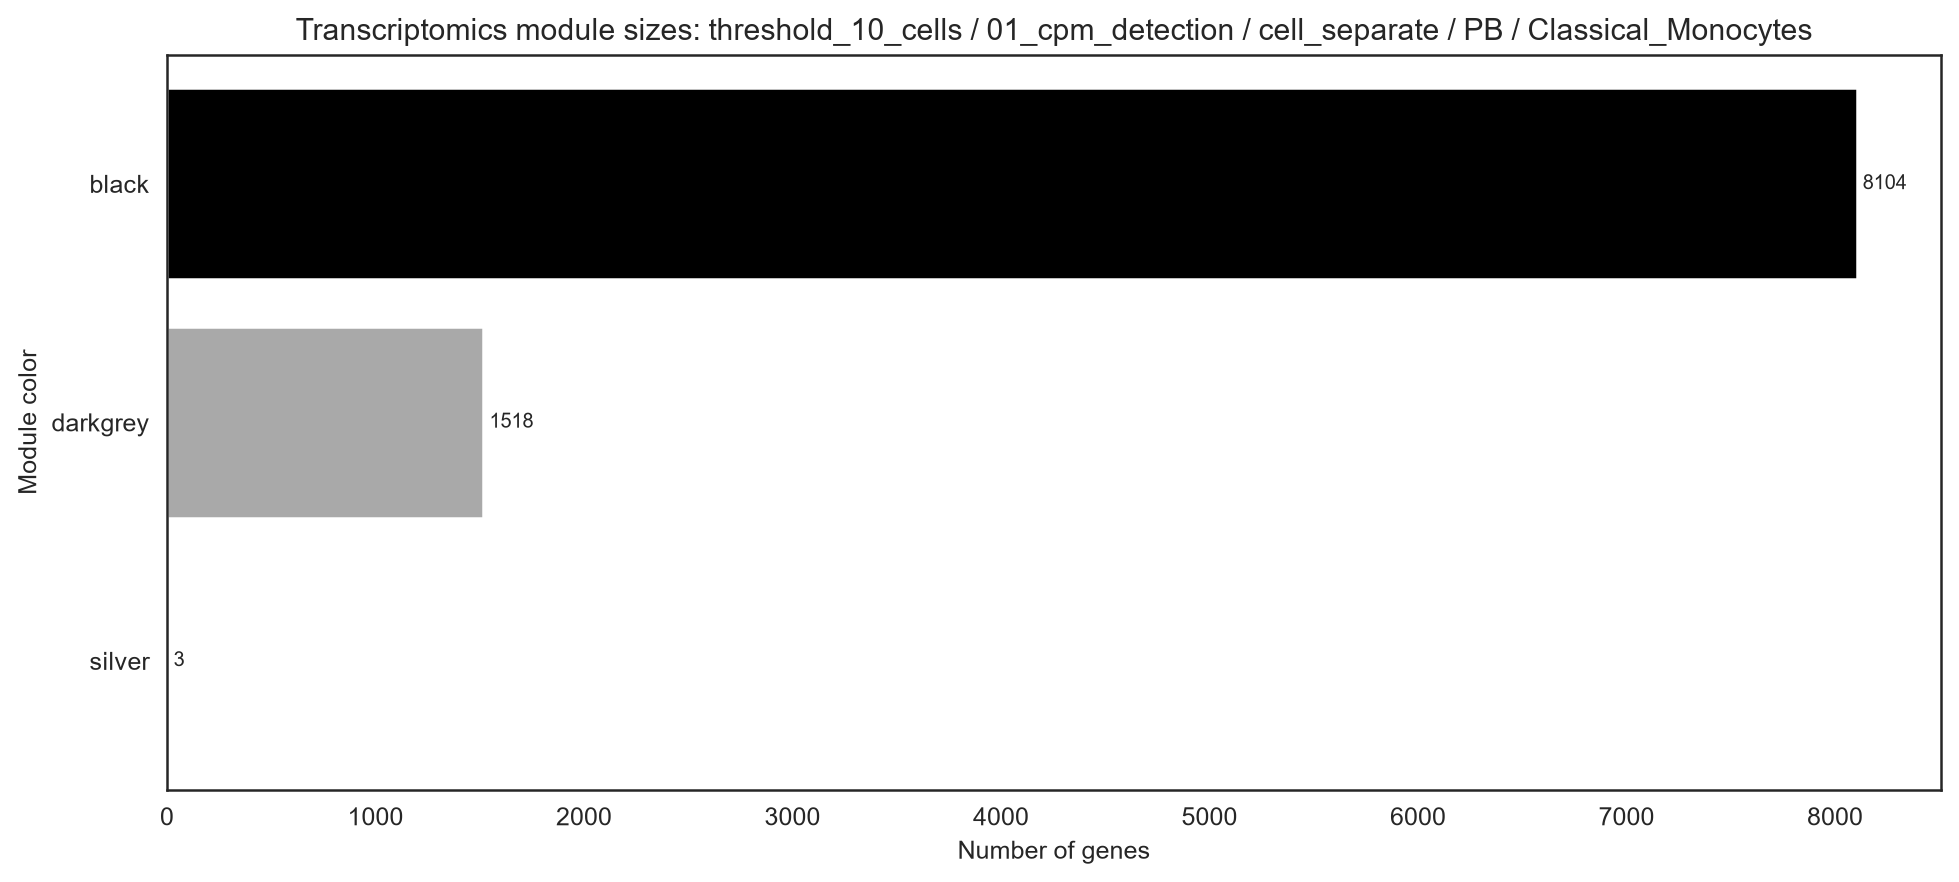 Transcriptomics module sizes: threshold_10_cells / 01_cpm_detection / cell_separate / PB / Classical_Monocytes
black
8104
darkgrey
1518
silver
3
Module color
0 1000 2000 3000 4000 5000 6000 7000 8000
Number of genes